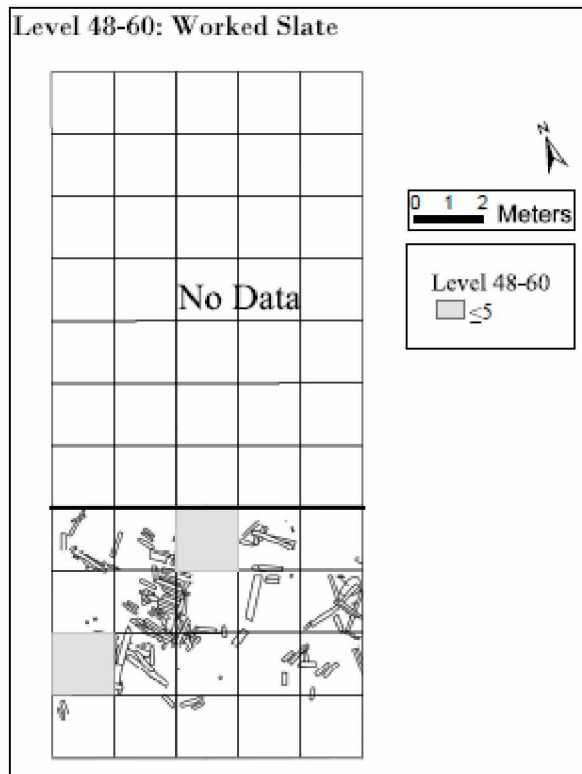 Level 48-60: Worked Slate
N
0 1 2
Meters
No Data
Level 48-60
≤5